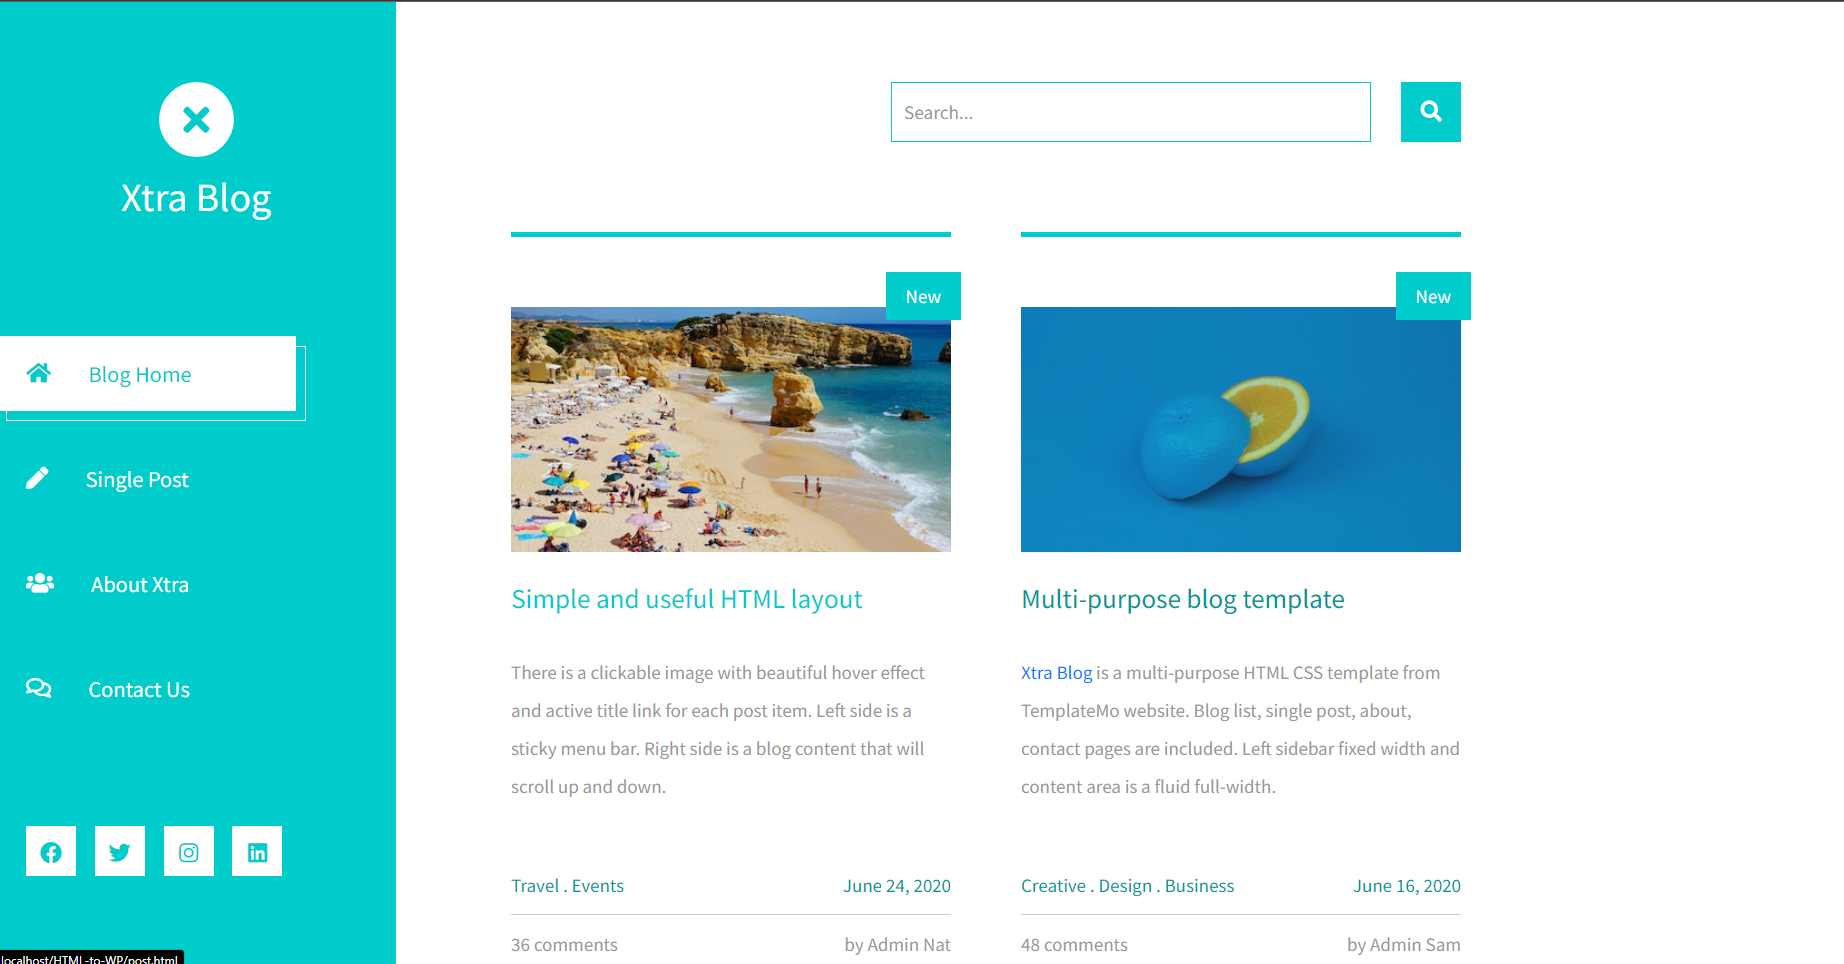 Xtra Blog
Blog Home
Single Post
About Xtra
Contact Us
localhost/HTML-to-WP/post.html
Search...
New
Simple and useful HTML layout
There is a clickable image with beautiful hover effect
and active title link for each post item. Left side is a
sticky menu bar. Right side is a blog content that will
scroll up and down.
Travel . Events
June 24, 2020
36 comments
by Admin Nat
New
Multi-purpose blog template
Xtra Blog is a multi-purpose HTML CSS template from
TemplateMo website. Blog list, single post, about,
contact pages are included. Left sidebar fixed width and
content area is a fluid full-width.
Creative . Design . Business
June 16, 2020
48 comments
by Admin Sam